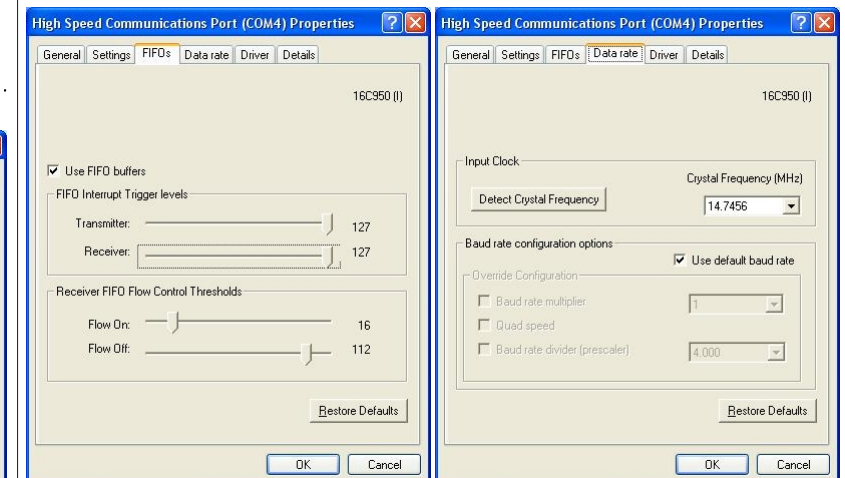 High Speed Communications Port (COM4) Properties
General Settings FIFOs Data rate Driver Details
16C950 (I)
Use FIFO buffers
FIFO Interrupt Trigger levels
Transmitter: 127
Receiver: 127
Receiver FIFO Flow Control Thresholds
Flow On: 16
Flow Off: 112
Restore Defaults
OK Cancel
High Speed Communications Port (COM4) Properties
General Settings FIFOs Data rate Driver Details
16C950 (I)
Input Clock
Crystal Frequency (MHz)
Detect Crystal Frequency 14.7456
Baud rate configuration options
Use default baud rate
Override Configuration
Baud rate multiplier 1
Quad speed
Baud rate divider (prescaler) 4.000
Restore Defaults
OK Cancel